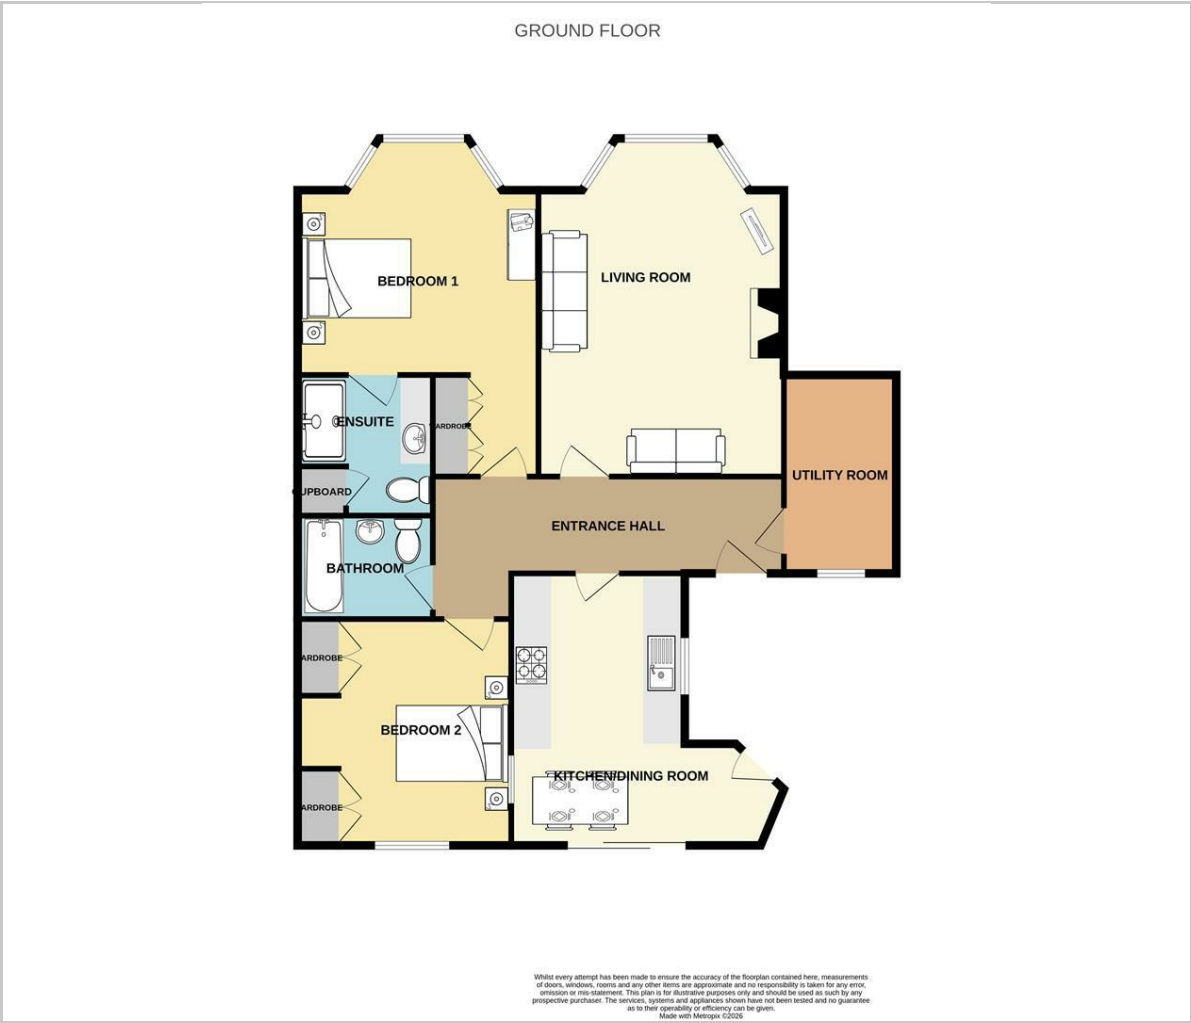 GROUND FLOOR
BEDROOM 1
LIVING ROOM
ENSUITE
WARDROBE
CUPBOARD
UTILITY ROOM
ENTRANCE HALL
BATHROOM
WARDROBE
BEDROOM 2
KITCHEN/DINING ROOM
WARDROBE
Whilst every attempt has been made to ensure the accuracy of the floorplan contained here, measurements
of doors, windows, rooms and any other items are approximate and no responsibility is taken for any error,
omission or mis-statement. This plan is for illustrative purposes only and should be used as such by any
prospective purchaser. The services, systems and appliances shown have not been tested and no guarantee
as to their operability or efficiency can be given.
Made with Metropix ©2026